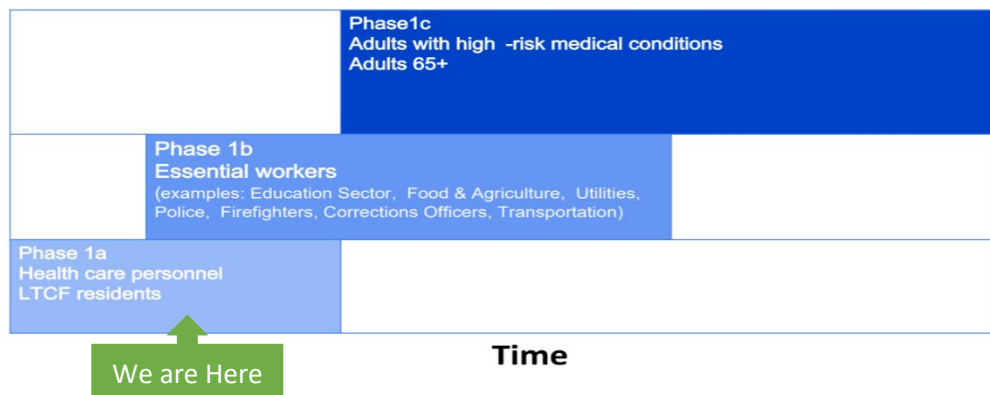 Phase1c
Adults with high -risk medical conditions
Adults 65+
Phase 1b
Essential workers
(examples: Education Sector, Food & Agriculture, Utilities,
Police, Firefighters, Corrections Officers, Transportation)
Phase 1a
Health care personnel
LTCF residents
We are Here
Time